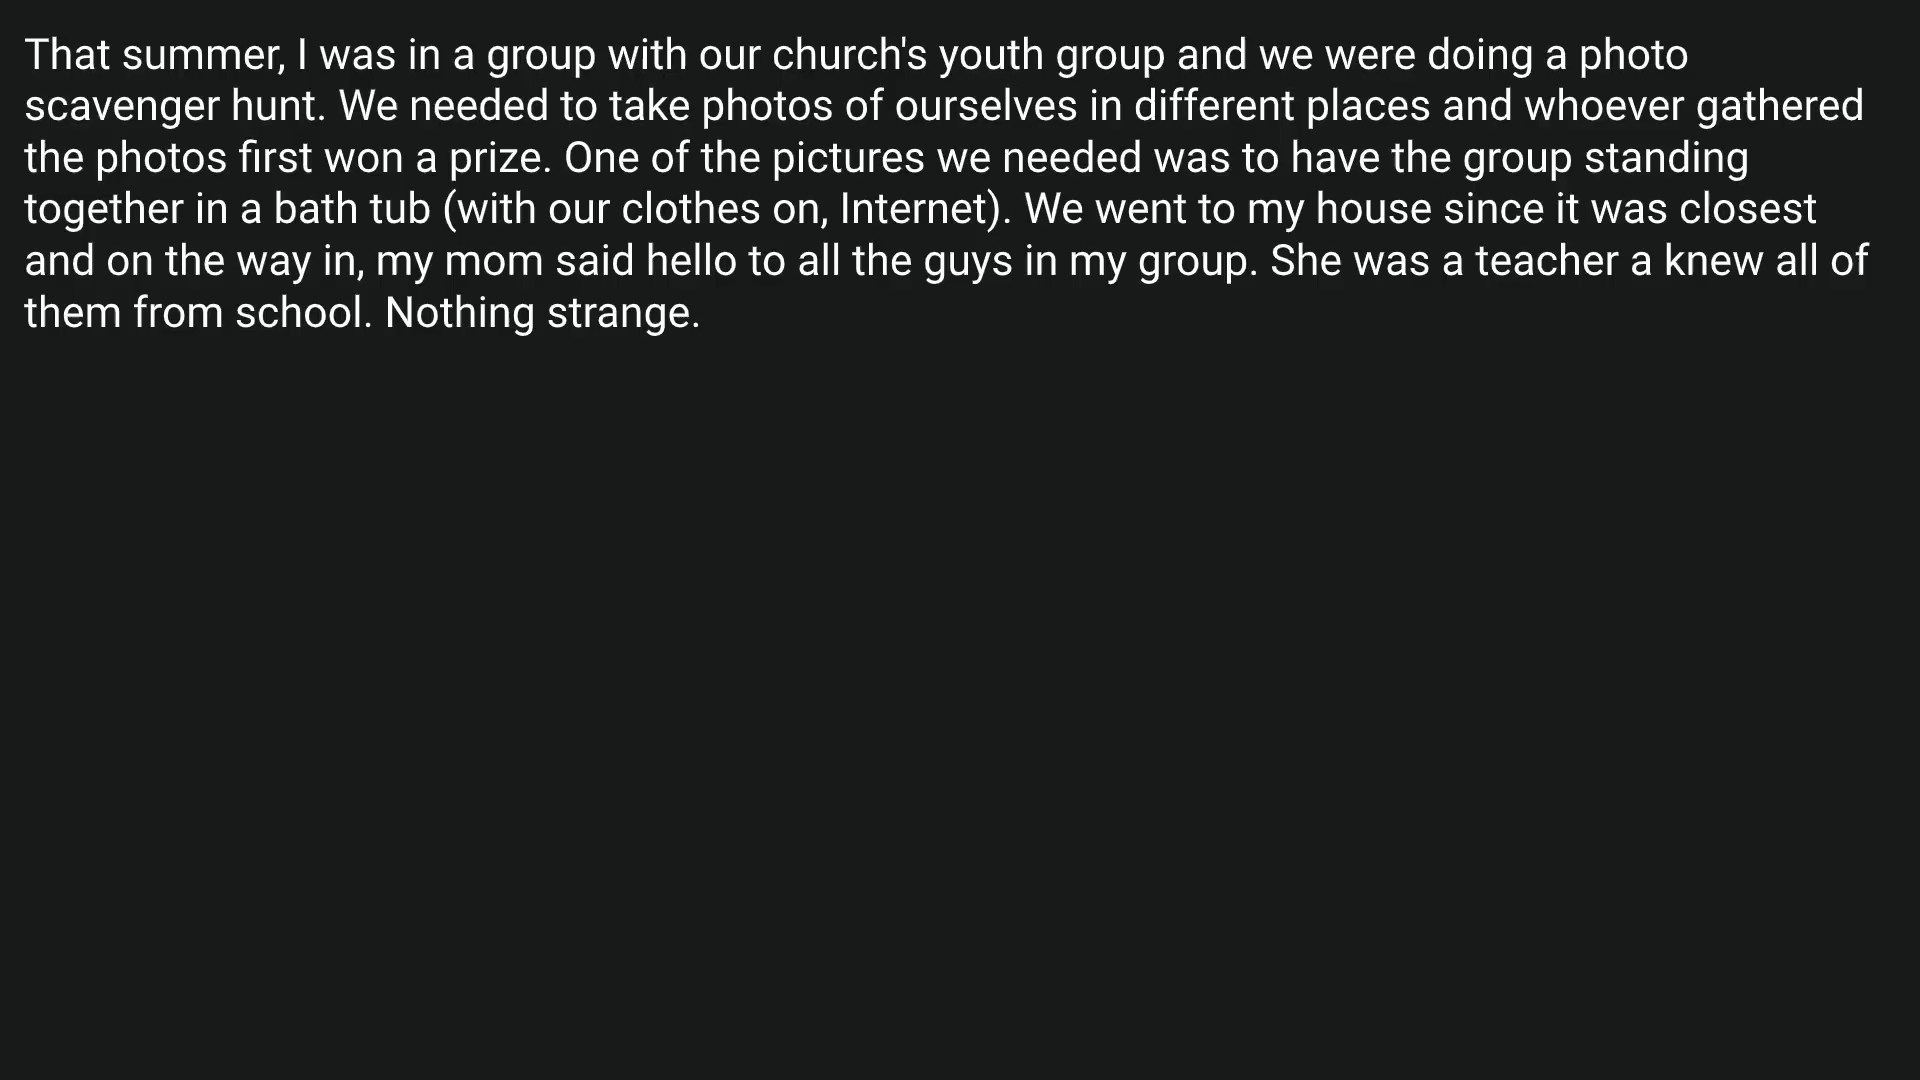 That summer, I was in a group with our church's youth group and we were doing a photo
scavenger hunt. We needed to take photos of ourselves in different places and whoever gathered
the photos first won a prize. One of the pictures we needed was to have the group standing
together in a bath tub (with our clothes on, Internet). We went to my house since it was closest
and on the way in, my mom said hello to all the guys in my group. She was a teacher a knew all of
them from school. Nothing strange.